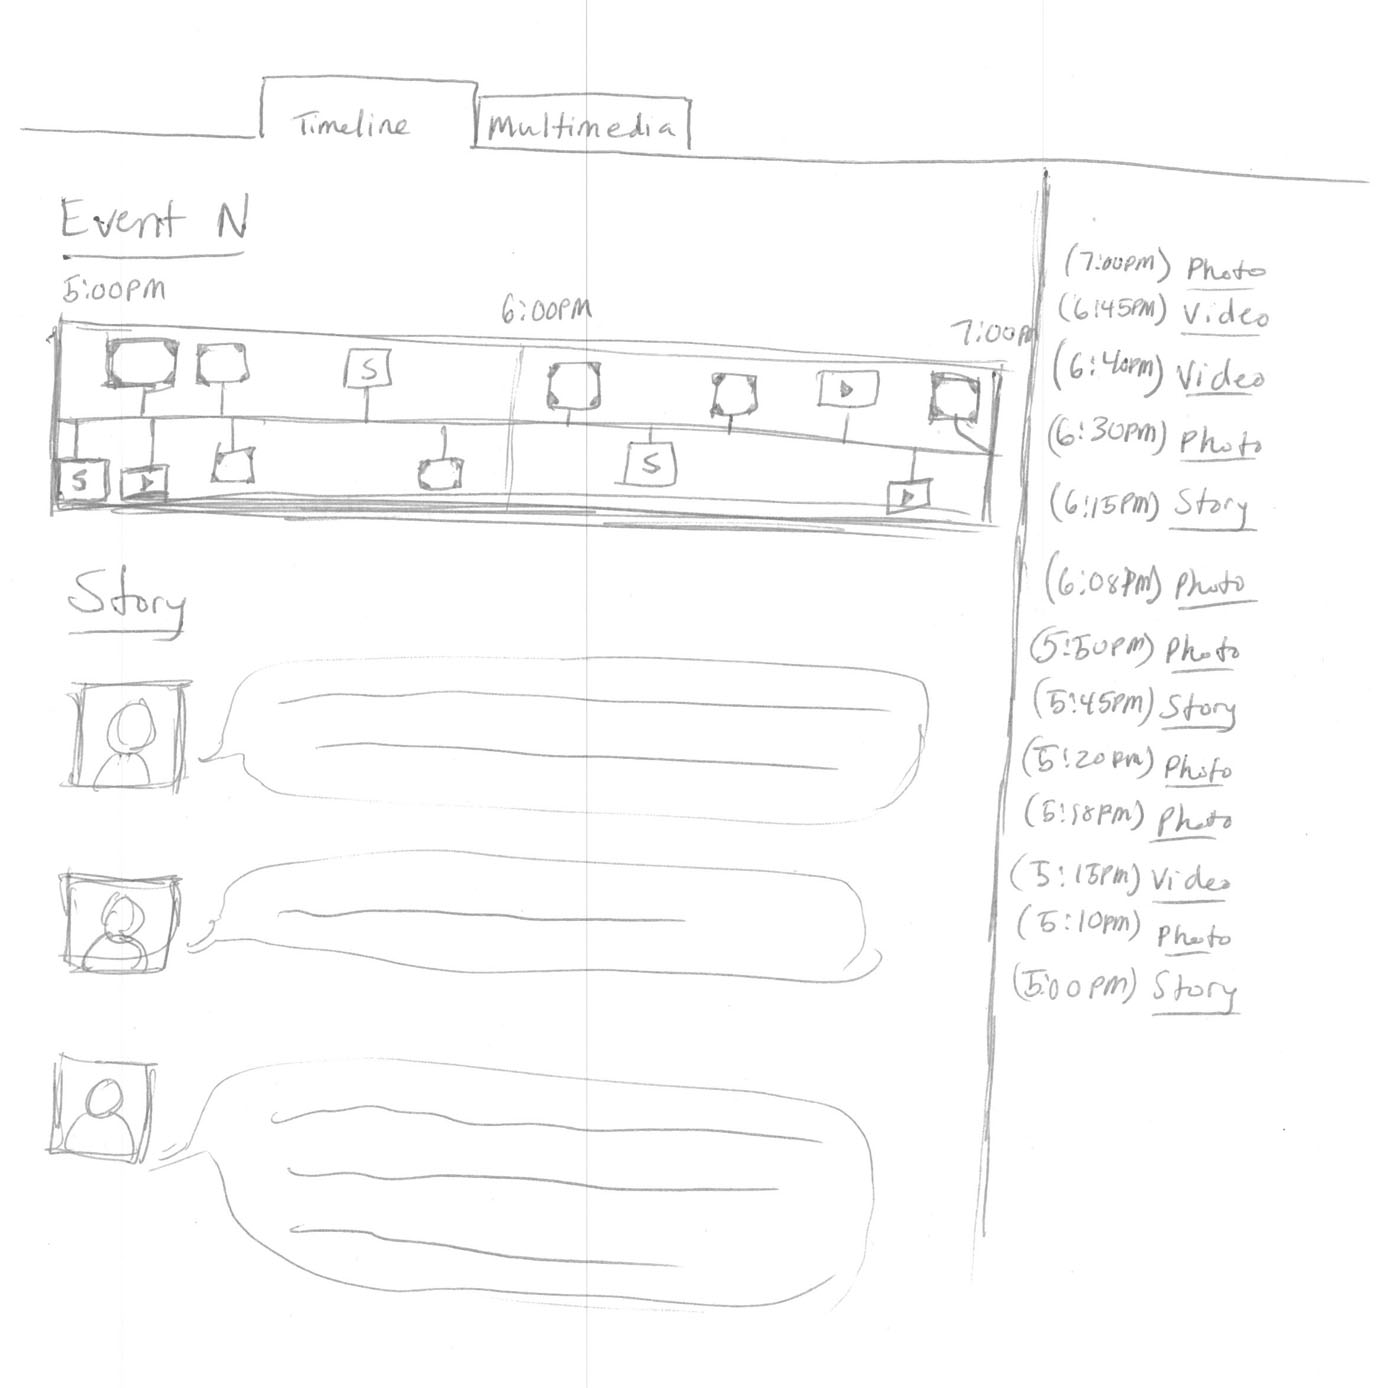 Timeline
Multimedia
Event N
5:00PM
6:00PM
7:00PM
S
S
S
Story
(7:00PM) Photo
(6:45PM) Video
(6:40PM) Video
(6:30PM) Photo
(6:15PM) Story
(6:08PM) Photo
(5:50PM) Photo
(5:45PM) Story
(5:20PM) Photo
(5:18PM) Photo
(5:15PM) Video
(5:10PM) Photo
(5:00PM) Story